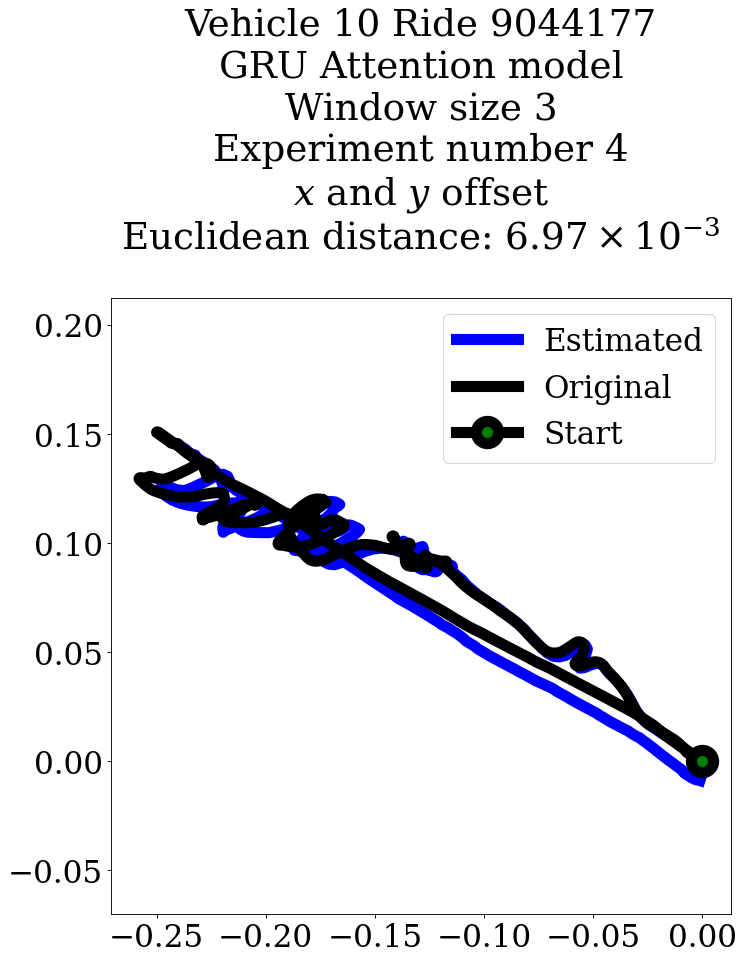 Vehicle 10 Ride 9044177
GRU Attention model
Window size 3
Experiment number 4
x and y offset
Euclidean distance: 6.97 × 10⁻³
Estimated
Original
Start
0.20
0.15
0.10
0.05
0.00
−0.05
−0.25 −0.20 −0.15 −0.10 −0.05 0.00